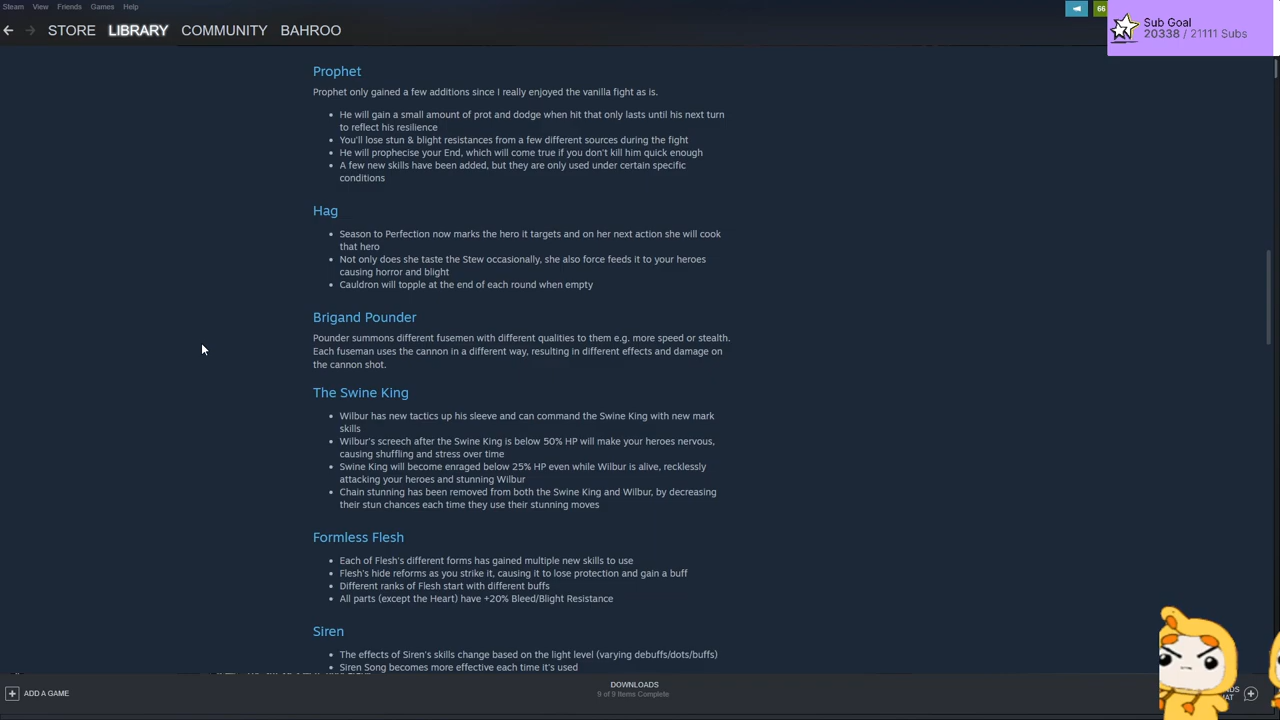 Steam View Friends Games Help
STORE LIBRARY COMMUNITY BAHROO
66
Sub Goal
20338 / 21111 Subs
Prophet
Prophet only gained a few additions since I really enjoyed the vanilla fight as is.
He will gain a small amount of prot and dodge when hit that only lasts until his next turn
to reflect his resilience
You'll lose stun & blight resistances from a few different sources during the fight
He will prophecise your End, which will come true if you don't kill him quick enough
A few new skills have been added, but they are only used under certain specific
conditions
Hag
Season to Perfection now marks the hero it targets and on her next action she will cook
that hero
Not only does she taste the Stew occasionally, she also force feeds it to your heroes
causing horror and blight
Cauldron will topple at the end of each round when empty
Brigand Pounder
Pounder summons different fusemen with different qualities to them e.g. more speed or stealth.
Each fuseman uses the cannon in a different way, resulting in different effects and damage on
the cannon shot.
The Swine King
Wilbur has new tactics up his sleeve and can command the Swine King with new mark
skills
Wilbur's screech after the Swine King is below 50% HP will make your heroes nervous,
causing shuffling and stress over time
Swine King will become enraged below 25% HP even while Wilbur is alive, recklessly
attacking your heroes and stunning Wilbur
Chain stunning has been removed from both the Swine King and Wilbur, by decreasing
their stun chances each time they use their stunning moves
Formless Flesh
Each of Flesh's different forms has gained multiple new skills to use
Flesh's hide reforms as you strike it, causing it to lose protection and gain a buff
Different ranks of Flesh start with different buffs
All parts (except the Heart) have +20% Bleed/Blight Resistance
Siren
The effects of Siren's skills change based on the light level (varying debuffs/dots/buffs)
Siren Song becomes more effective each time it's used
ADD A GAME
DOWNLOADS
9 of 9 Items Complete